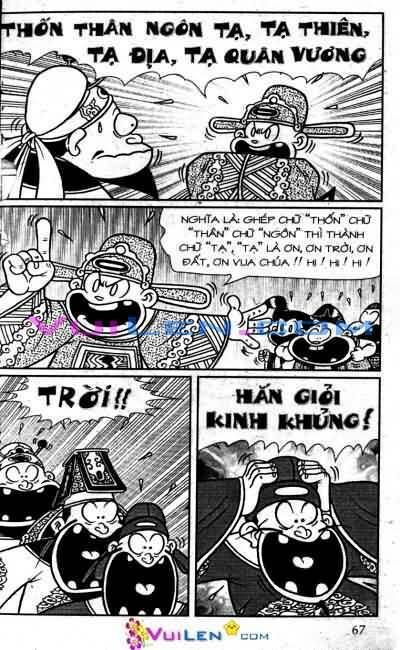 THỐN THÂN NGÔN TẠ, TẠ THIÊN,
TẠ ĐỊA, TẠ QUÂN VƯƠNG
NGHĨA LÀ: GHÉP CHỮ "THỐN" CHỮ
"THÂN" CHỮ "NGÔN" THÌ THÀNH
CHỮ "TẠ", "TẠ" LÀ ƠN, ƠN TRỜI, ƠN
ĐẤT, ƠN VUA CHÚA!! HI! HI! HI!
VUILEN.COM
TRỜI!!
HẮN GIỎI
KINH KHỦNG!
67
VUILEN.COM